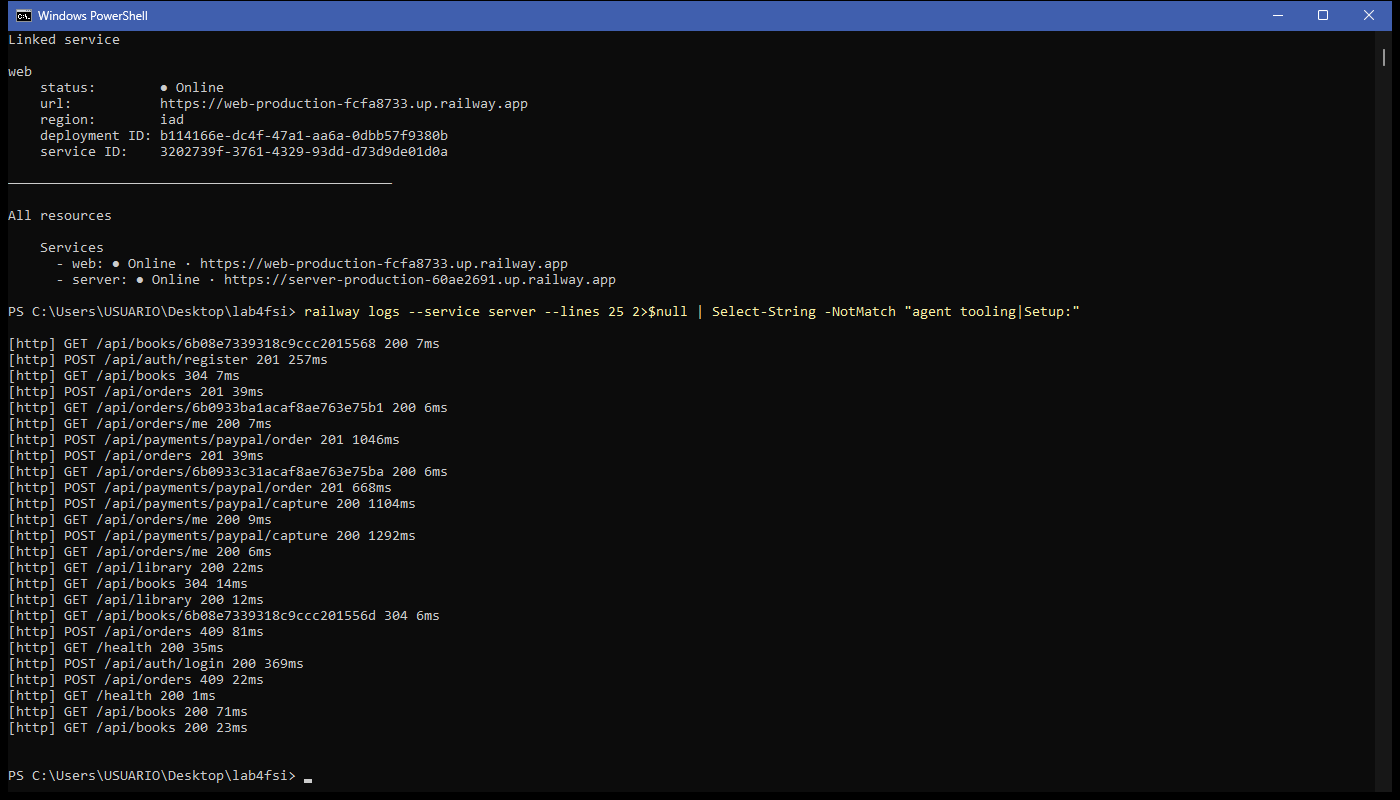 Windows PowerShell
Linked service
web
status: ● Online
url: https://web-production-fcfa8733.up.railway.app
region: iad
deployment ID: b114166e-dc4f-47a1-aa6a-0dbb57f9380b
service ID: 3202739f-3761-4329-93dd-d73d9de01d0a
All resources
Services
- web: ● Online · https://web-production-fcfa8733.up.railway.app
- server: ● Online · https://server-production-60ae2691.up.railway.app
PS C:\Users\USUARIO\Desktop\lab4fsi> railway logs --service server --lines 25 2>$null | Select-String -NotMatch "agent tooling|Setup:"
[http] GET /api/books/6b08e7339318c9ccc2015568 200 7ms
[http] POST /api/auth/register 201 257ms
[http] GET /api/books 304 7ms
[http] POST /api/orders 201 39ms
[http] GET /api/orders/6b0933ba1acaf8ae763e75b1 200 6ms
[http] GET /api/orders/me 200 7ms
[http] POST /api/payments/paypal/order 201 1046ms
[http] POST /api/orders 201 39ms
[http] GET /api/orders/6b0933c31acaf8ae763e75ba 200 6ms
[http] POST /api/payments/paypal/order 201 668ms
[http] POST /api/payments/paypal/capture 200 1104ms
[http] GET /api/orders/me 200 9ms
[http] POST /api/payments/paypal/capture 200 1292ms
[http] GET /api/orders/me 200 6ms
[http] GET /api/library 200 22ms
[http] GET /api/books 304 14ms
[http] GET /api/library 200 12ms
[http] GET /api/books/6b08e7339318c9ccc201556d 304 6ms
[http] POST /api/orders 409 81ms
[http] GET /health 200 35ms
[http] POST /api/auth/login 200 369ms
[http] POST /api/orders 409 22ms
[http] GET /health 200 1ms
[http] GET /api/books 200 71ms
[http] GET /api/books 200 23ms
PS C:\Users\USUARIO\Desktop\lab4fsi>